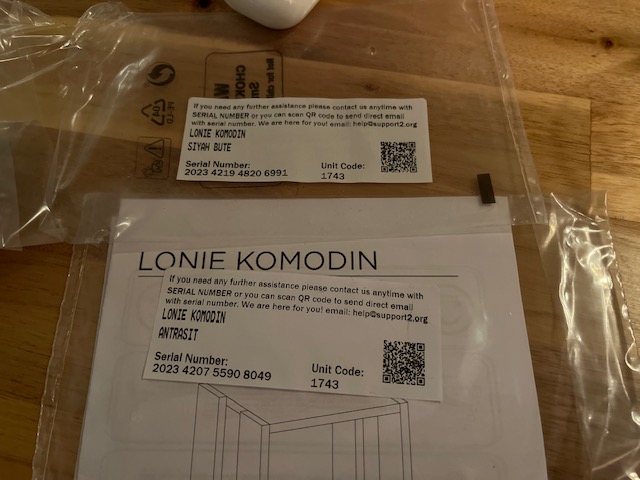 If you need any further assistance please contact us anytime with
SERIAL NUMBER or you can scan QR code to send direct email
with serial number. We are here for you! email: help@support2.org
LONIE KOMODIN
SIYAH BUTE
Serial Number: Unit Code:
2023 4219 4820 6991 1743
LONIE KOMODIN
If you need any further assistance please contact us anytime with
SERIAL NUMBER or you can scan QR code to send direct email
with serial number. We are here for you! email: help@support2.org
LONIE KOMODIN
ANTRASIT
Serial Number: Unit Code:
2023 4207 5590 8049 1743